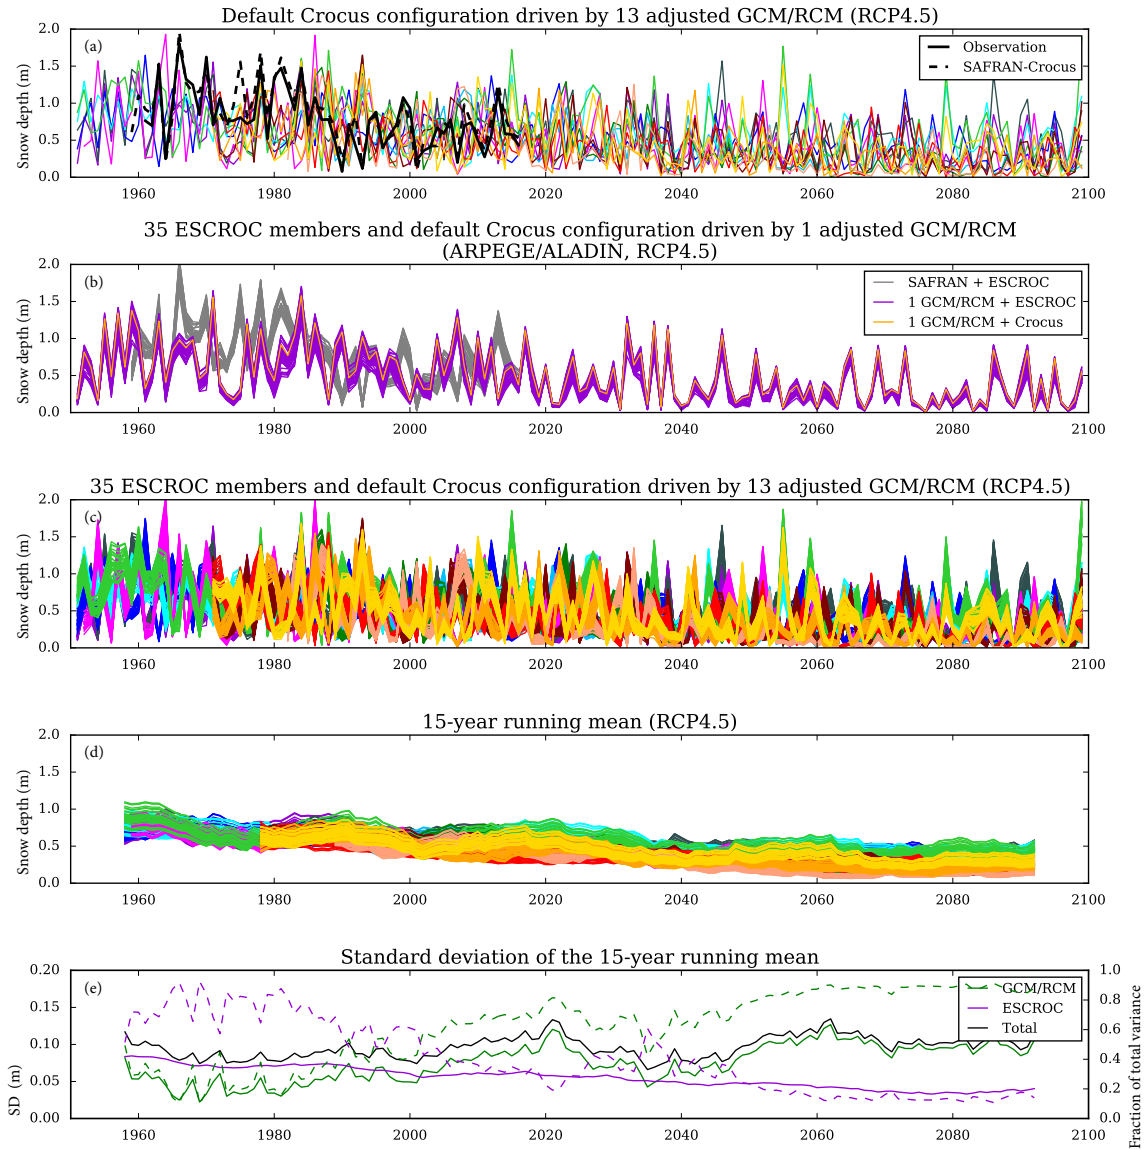 Default Crocus configuration driven by 13 adjusted GCM/RCM (RCP4.5)
2.0
1.5
1.0
0.5
0.0
Snow depth (m)
(a)
Observation
SAFRAN-Crocus
1960 1980 2000 2020 2040 2060 2080 2100
35 ESCROC members and default Crocus configuration driven by 1 adjusted GCM/RCM
(ARPEGE/ALADIN, RCP4.5)
2.0
1.5
1.0
0.5
0.0
Snow depth (m)
(b)
SAFRAN + ESCROC
1 GCM/RCM + ESCROC
1 GCM/RCM + Crocus
1960 1980 2000 2020 2040 2060 2080 2100
35 ESCROC members and default Crocus configuration driven by 13 adjusted GCM/RCM (RCP4.5)
2.0
1.5
1.0
0.5
0.0
Snow depth (m)
(c)
1960 1980 2000 2020 2040 2060 2080 2100
15-year running mean (RCP4.5)
2.0
1.5
1.0
0.5
0.0
Snow depth (m)
(d)
1960 1980 2000 2020 2040 2060 2080 2100
Standard deviation of the 15-year running mean
0.20
0.15
0.10
0.05
0.00
SD (m)
(e)
GCM/RCM
ESCROC
Total
1.0
0.8
0.6
0.4
0.2
0.0
Fraction of total variance
1960 1980 2000 2020 2040 2060 2080 2100